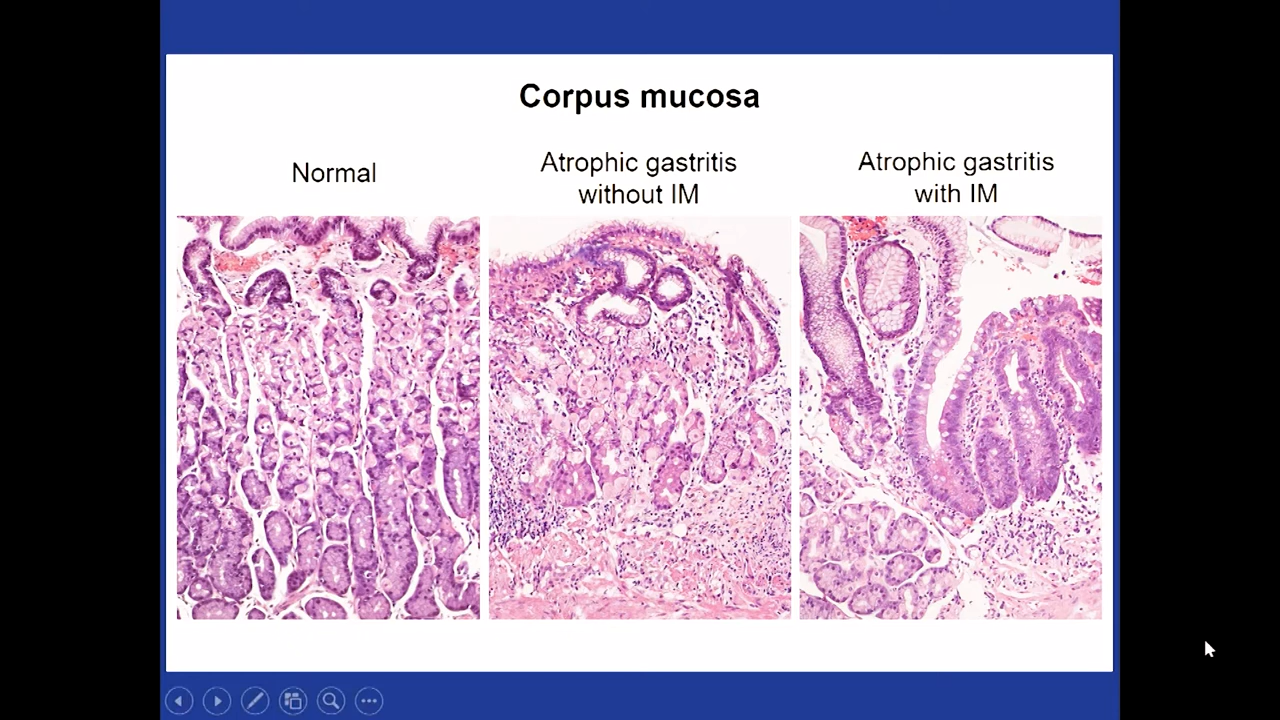 Corpus mucosa
Normal
Atrophic gastritis
without IM
Atrophic gastritis
with IM